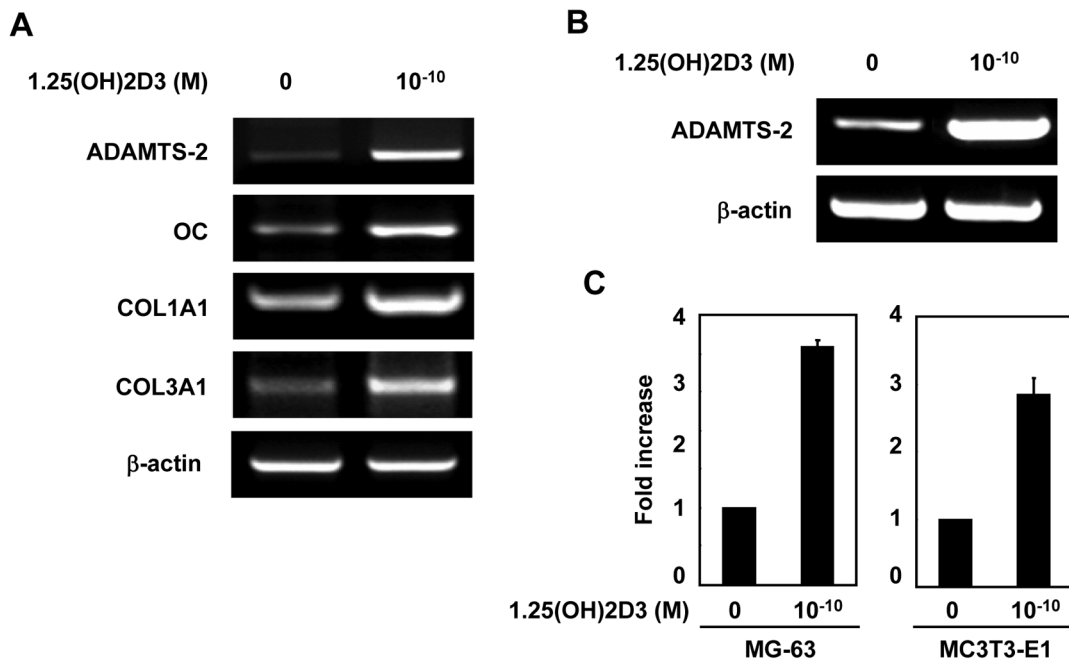 A
1.25(OH)2D3 (M) 0 10⁻¹⁰
ADAMTS-2
OC
COL1A1
COL3A1
β-actin
B
1.25(OH)2D3 (M) 0 10⁻¹⁰
ADAMTS-2
β-actin
C
Fold increase
4
3
2
1
0
4
3
2
1
0
1.25(OH)2D3 (M) 0 10⁻¹⁰ 0 10⁻¹⁰
MG-63 MC3T3-E1